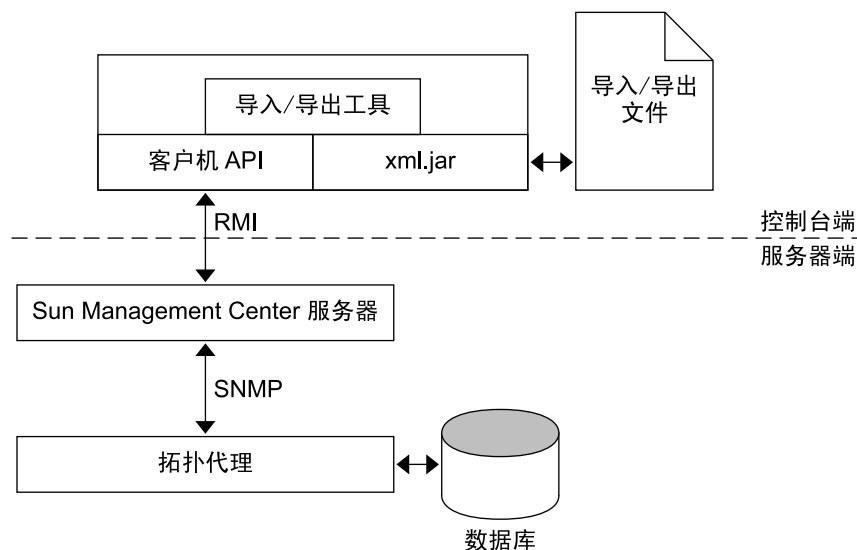 导入/导出工具
导入/导出
文件
客户机 API
xml.jar
RMI
控制台端
服务器端
Sun Management Center 服务器
SNMP
拓扑代理
数据库